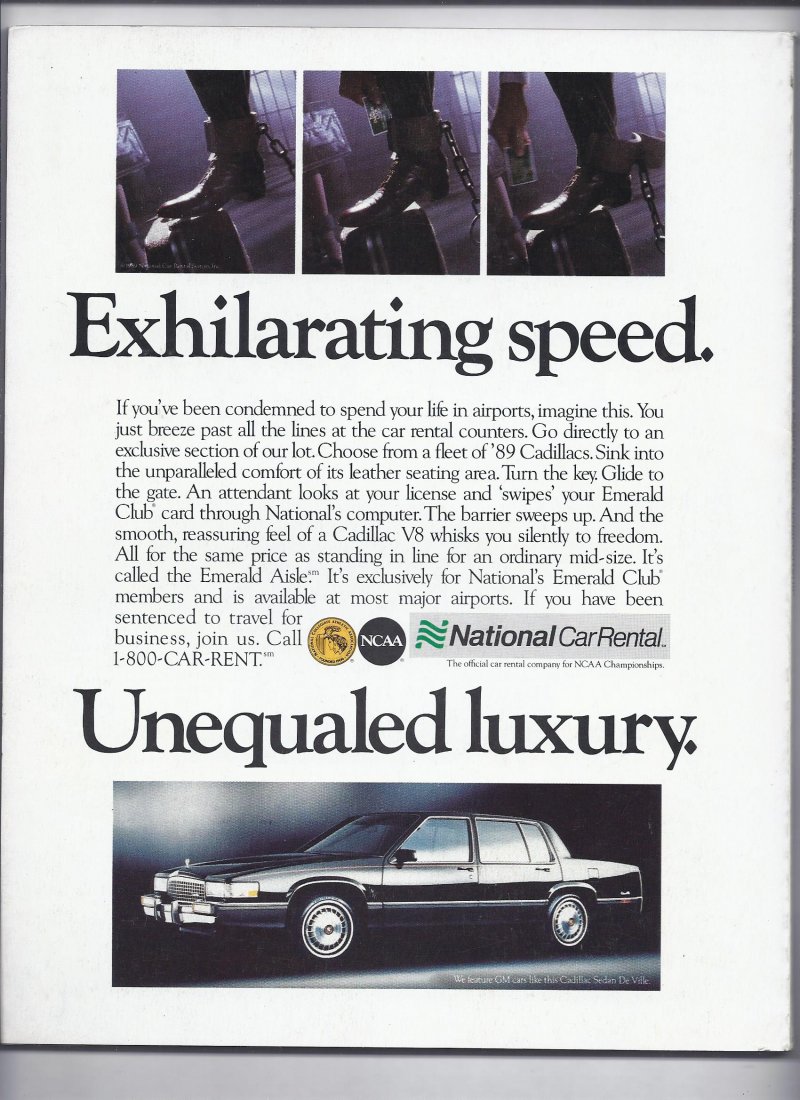 © 1989 National Car Rental System, Inc.
Exhilarating speed.
If you've been condemned to spend your life in airports, imagine this. You
just breeze past all the lines at the car rental counters. Go directly to an
exclusive section of our lot. Choose from a fleet of '89 Cadillacs. Sink into
the unparalleled comfort of its leather seating area. Turn the key. Glide to
the gate. An attendant looks at your license and 'swipes' your Emerald
Club® card through National's computer. The barrier sweeps up. And the
smooth, reassuring feel of a Cadillac V8 whisks you silently to freedom.
All for the same price as standing in line for an ordinary mid-size. It's
called the Emerald Aisle.℠ It's exclusively for National's Emerald Club®
members and is available at most major airports. If you have been
sentenced to travel for
business, join us. Call
1-800-CAR-RENT.℠
NCAA
National Car Rental
The official car rental company for NCAA Championships.
Unequaled luxury.
We feature GM cars like this Cadillac Sedan De Ville.